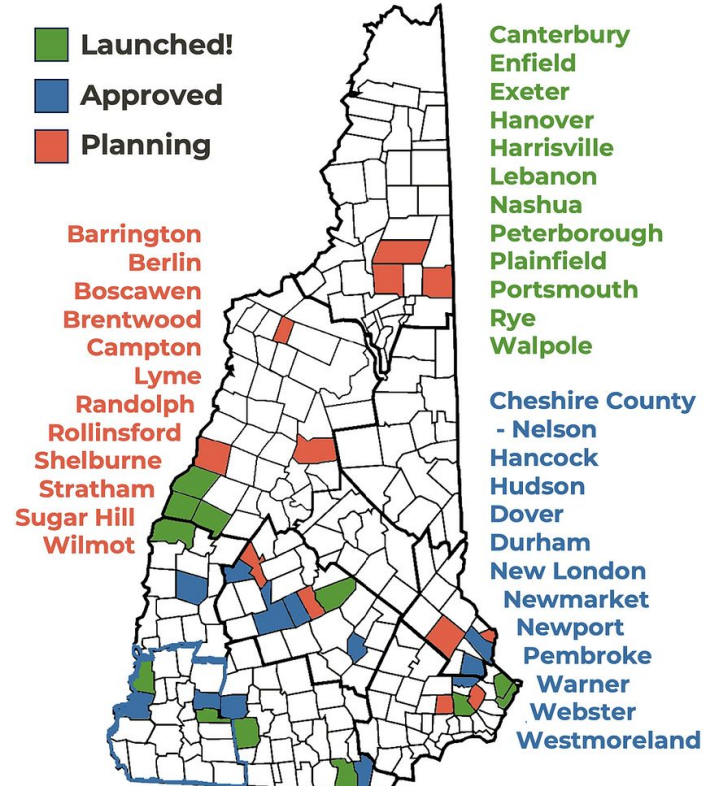 Launched!
Approved
Planning
Barrington
Berlin
Boscawen
Brentwood
Campton
Lyme
Randolph
Rollinsford
Shelburne
Stratham
Sugar Hill
Wilmot
Canterbury
Enfield
Exeter
Hanover
Harrisville
Lebanon
Nashua
Peterborough
Plainfield
Portsmouth
Rye
Walpole
Cheshire County
- Nelson
Hancock
Hudson
Dover
Durham
New London
Newmarket
Newport
Pembroke
Warner
Webster
Westmoreland